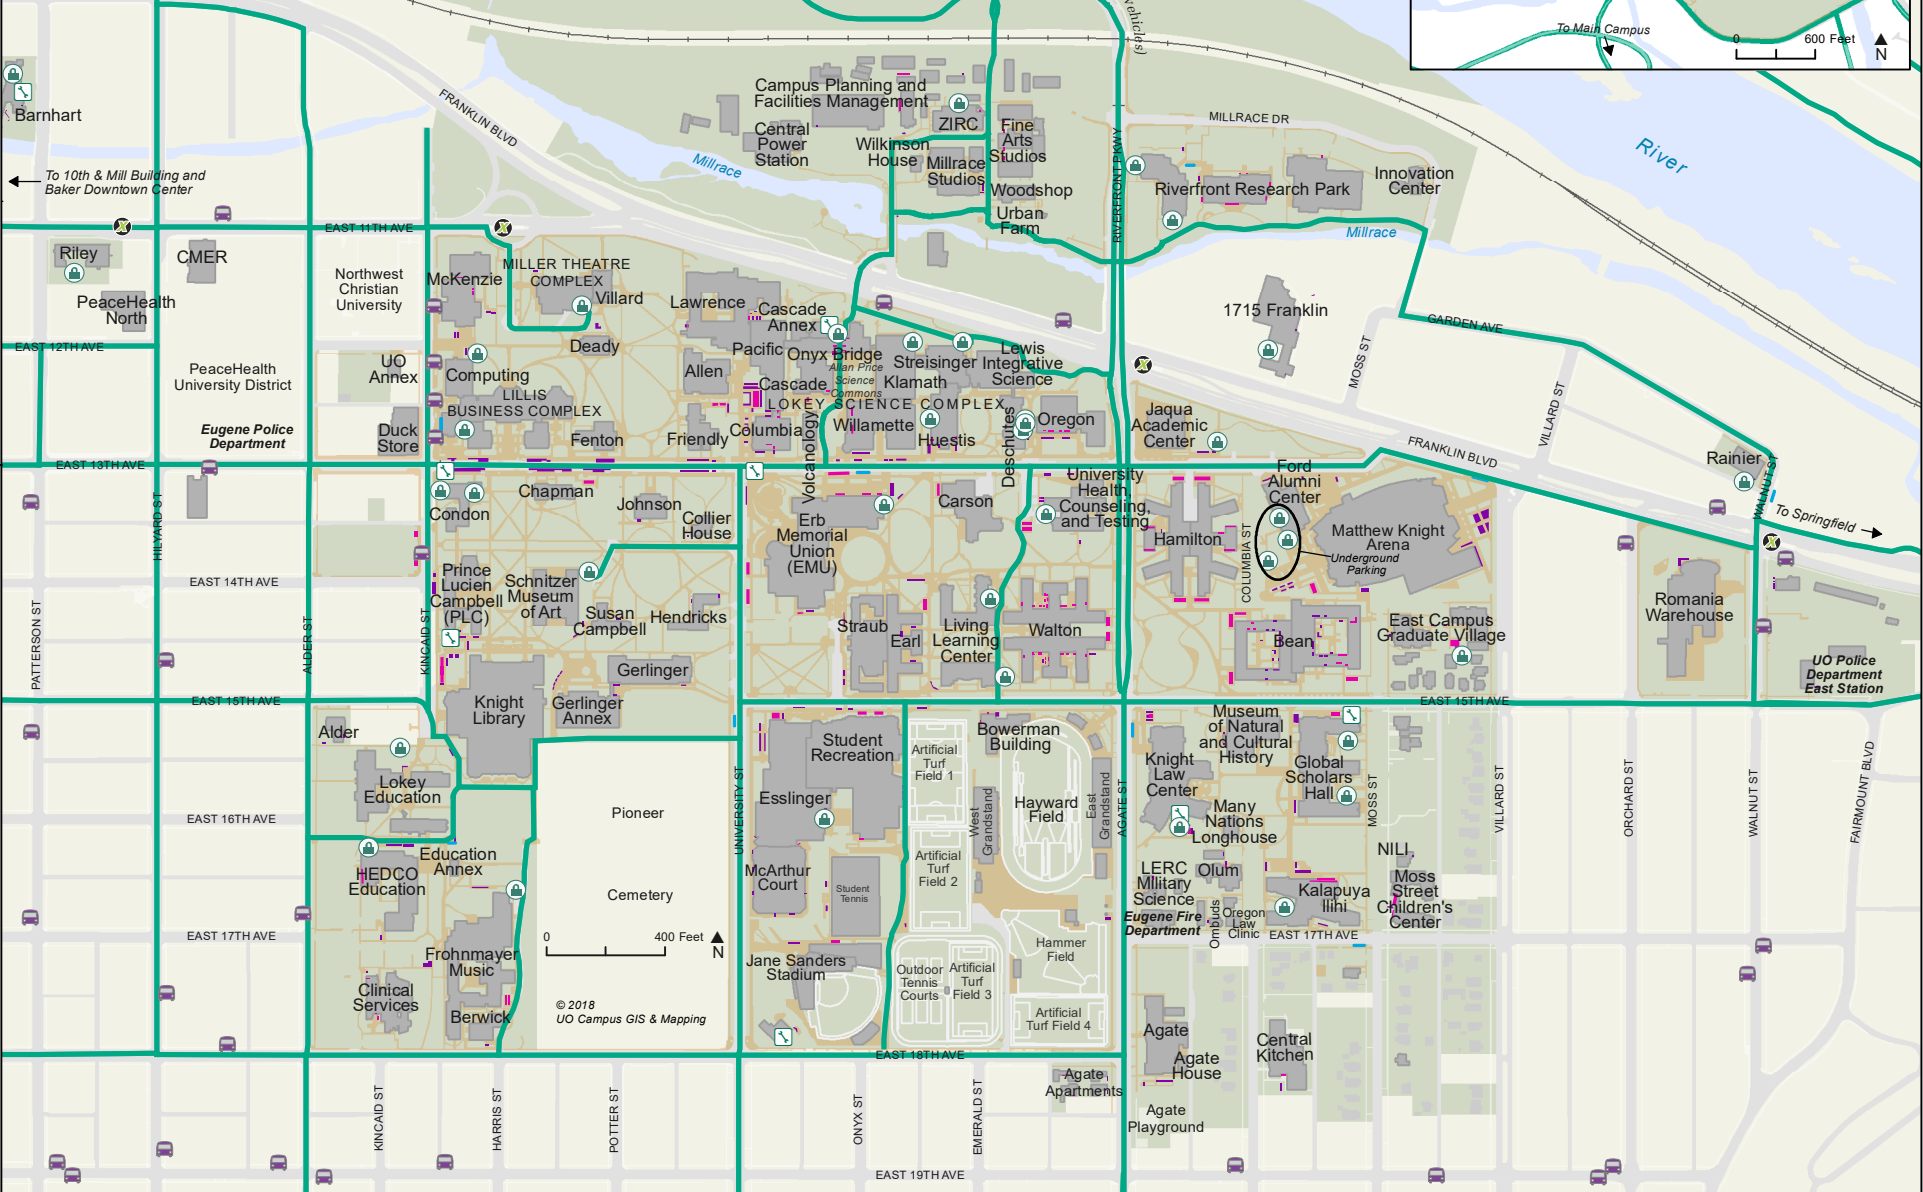 vehicles)
To Main Campus
0 600 Feet
N
Barnhart
FRANKLIN BLVD
Campus Planning and
Facilities Management
ZIRC
Central
Power
Station
Wilkinson
House
Fine
Arts
Studios
Millrace
Studios
Woodshop
Urban
Farm
Millrace
RIVERFRONT PKWY
MILLRACE DR
Riverfront Research Park
Innovation
Center
River
Millrace
To 10th & Mill Building and
Baker Downtown Center
EAST 11TH AVE
Riley
CMER
PeaceHealth
North
Northwest
Christian
University
McKenzie
MILLER THEATRE
COMPLEX
Villard
Deady
Lawrence
Cascade
Annex
Pacific
Onyx Bridge
Allan Price
Science
Commons
Streisinger
Klamath
Lewis
Integrative
Science
1715 Franklin
GARDEN AVE
MOSS ST
VILLARD ST
EAST 12TH AVE
PeaceHealth
University District
UO
Annex
Computing
Allen
Cascade
LILLIS
BUSINESS COMPLEX
LOKEY SCIENCE COMPLEX
Eugene Police
Department
Duck
Store
Fenton
Friendly
Columbia
Volcanology
Willamette
Huestis
Deschutes
Oregon
Jaqua
Academic
Center
FRANKLIN BLVD
Rainier
WALNUT ST
To Springfield
EAST 13TH AVE
HILYARD ST
Condon
Chapman
Johnson
Collier
House
Erb
Memorial
Union
(EMU)
Carson
University
Health,
Counseling,
and Testing
Hamilton
COLUMBIA ST
Ford
Alumni
Center
Matthew Knight
Arena
Underground
Parking
EAST 14TH AVE
PATTERSON ST
ALDER ST
KINCAID ST
Prince
Lucien
Campbell
(PLC)
Schnitzer
Museum
of Art
Susan
Campbell
Hendricks
Straub
Earl
Living
Learning
Center
Walton
Bean
East Campus
Graduate Village
Romania
Warehouse
UO Police
Department
East Station
Gerlinger
Knight
Library
Gerlinger
Annex
EAST 15TH AVE
EAST 15TH AVE
Alder
Lokey
Education
Student
Recreation
Esslinger
Artificial
Turf
Field 1
Bowerman
Building
West
Grandstand
Hayward
Field
East
Grandstand
AGATE ST
UNIVERSITY ST
Museum
of Natural
and Cultural
History
Knight
Law
Center
Global
Scholars
Hall
Many
Nations
Longhouse
MOSS ST
VILLARD ST
ORCHARD ST
WALNUT ST
FAIRMOUNT BLVD
EAST 16TH AVE
Pioneer
Cemetery
Education
Annex
HEDCO
Education
McArthur
Court
Student
Tennis
Artificial
Turf
Field 2
LERC
MIlitary
Science
Olum
Kalapuya
Ilihi
NILI
Moss
Street
Children's
Center
Eugene Fire
Department
Ombuds
Oregon
Law
Clinic
EAST 17TH AVE
EAST 17TH AVE
0 400 Feet
N
Frohnmayer
Music
Clinical
Services
Berwick
© 2018
UO Campus GIS & Mapping
Jane Sanders
Stadium
Outdoor
Tennis
Courts
Artificial
Turf
Field 3
Hammer
Field
Artificial
Turf Field 4
Agate
Agate
House
Central
Kitchen
EAST 18TH AVE
Agate
Apartments
Agate
Playground
KINCAID ST
HARRIS ST
POTTER ST
ONYX ST
EMERALD ST
EAST 19TH AVE